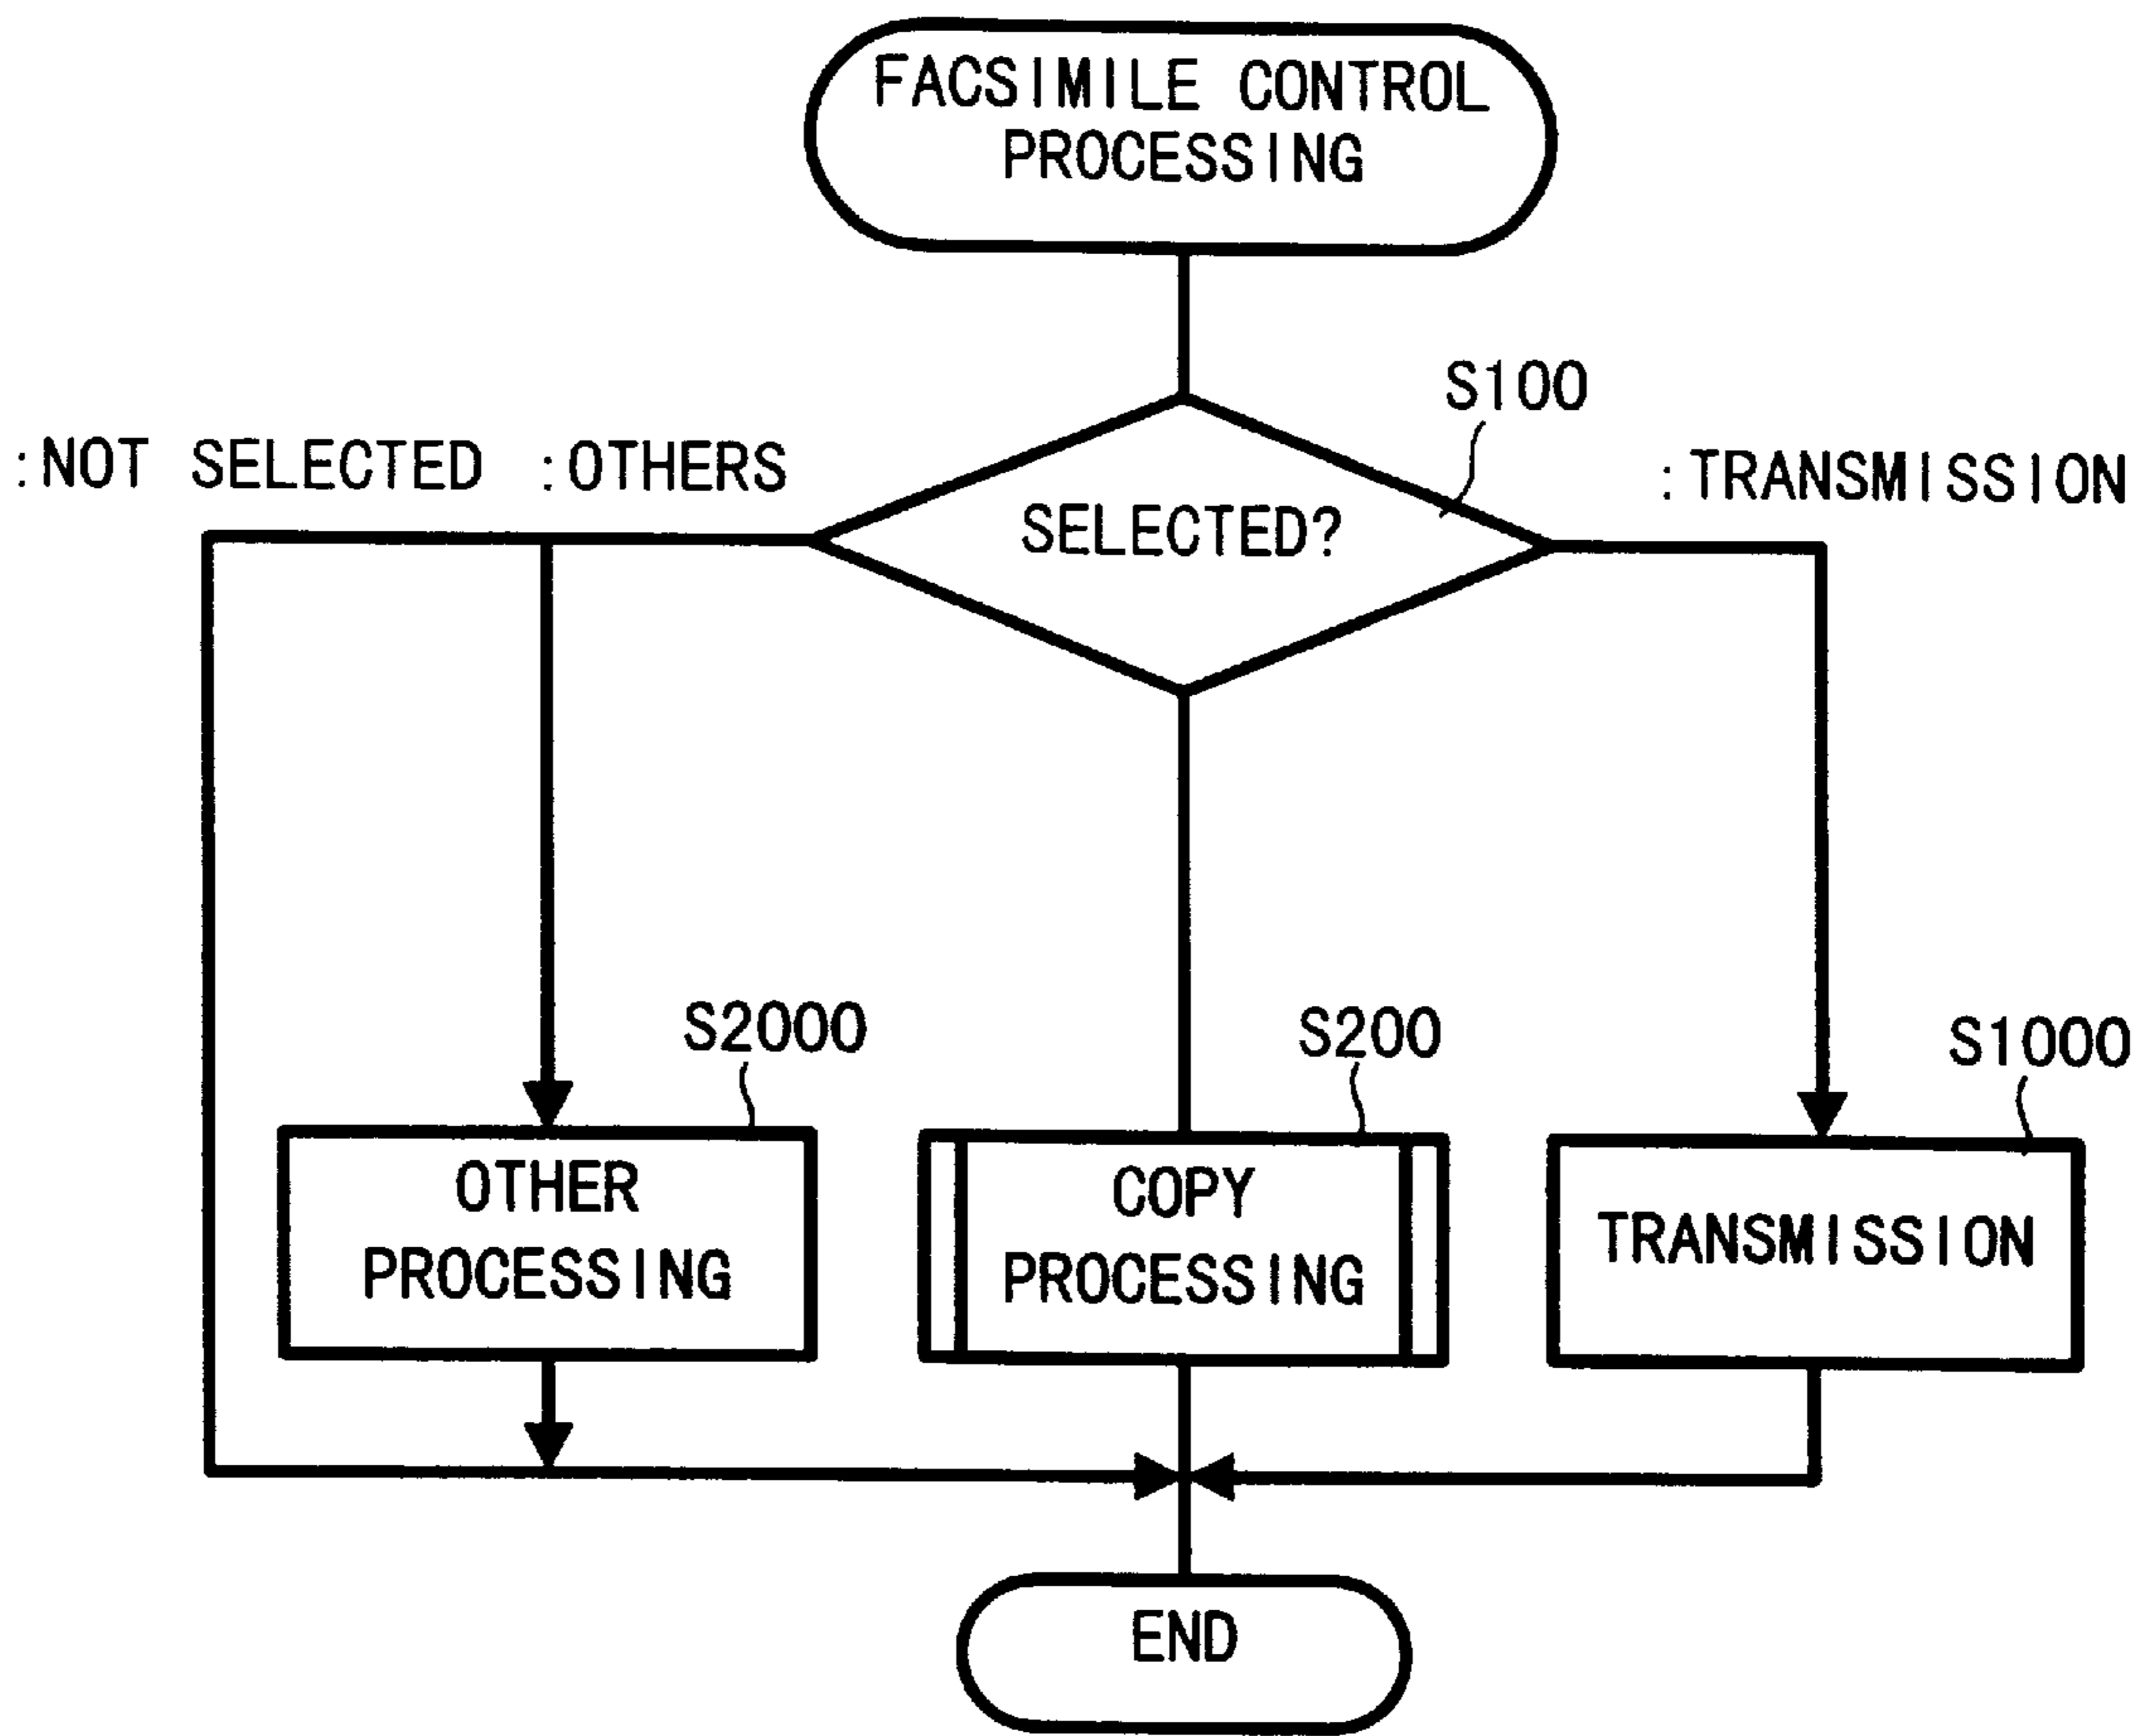 FACSIMILE CONTROL
PROCESSING
S100
:NOT SELECTED :OTHERS
:TRANSMISSION
SELECTED?
S2000
S200
S1000
OTHER
PROCESSING
COPY
PROCESSING
TRANSMISSION
END